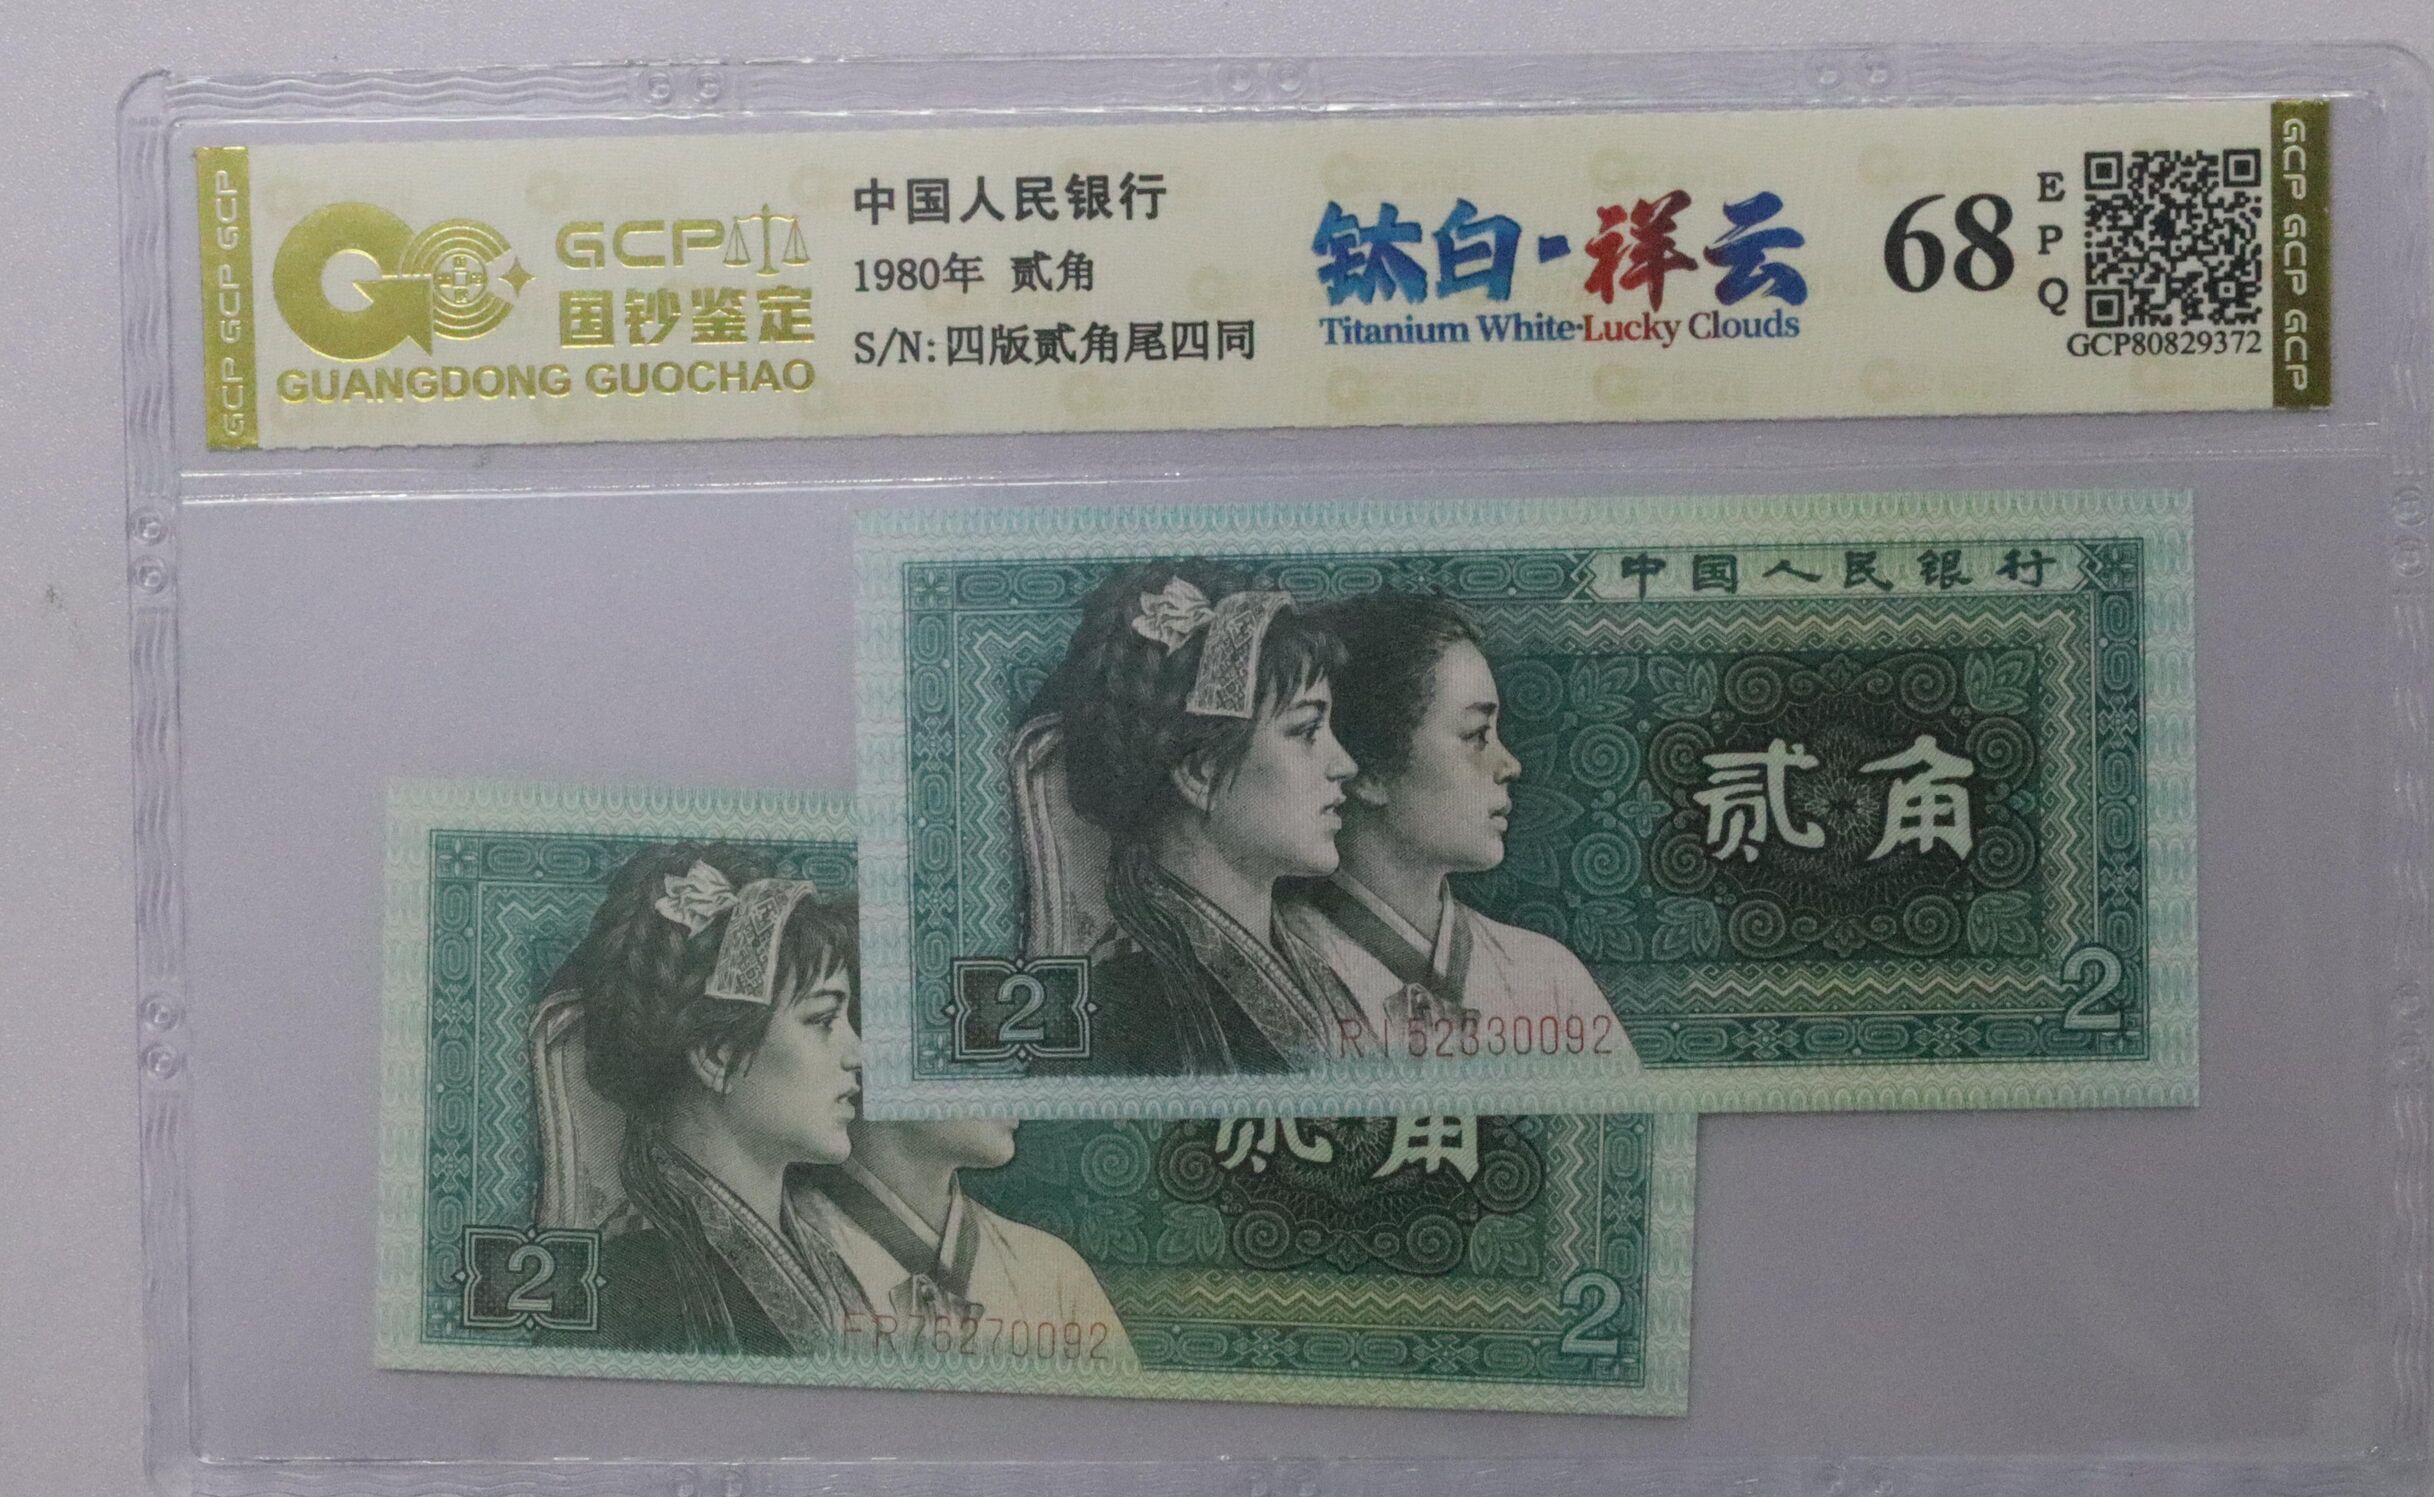 GCP GCP GCP
GCP
国钞鉴定
GUANGDONG GUOCHAO
中国人民银行
1980年 贰角
S/N:四版贰角尾四同
钛白-祥云
Titanium White·Lucky Clouds
68
EPQ
GCP80829372
GCP GCP GCP
中国人民银行
贰角
2
RI52330092
2
贰角
2
FR76270092
2